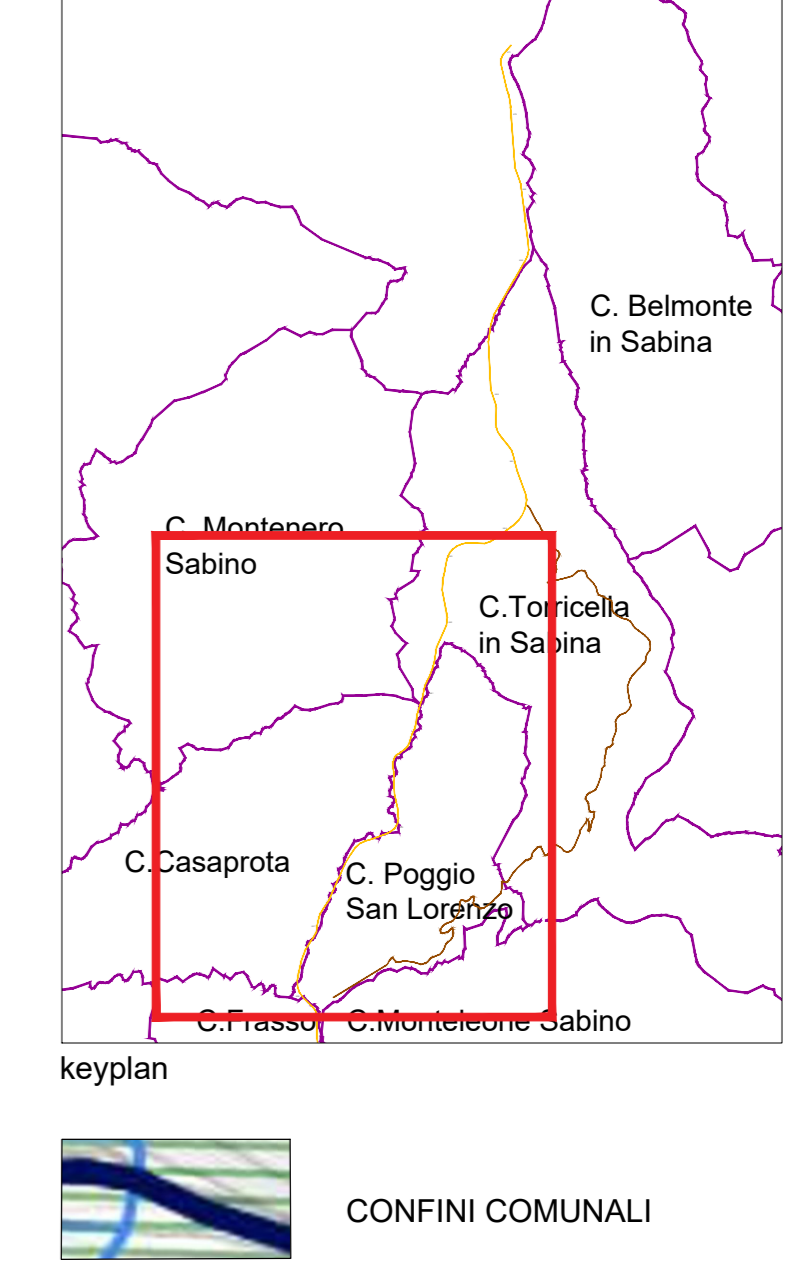 C. Belmonte
in Sabina
C. Montenero
Sabino
C.Torricella
in Sabina
C.Casaprota
C. Poggio
San Lorenzo
C.Frasso
C.Monteleone Sabino
keyplan
CONFINI COMUNALI